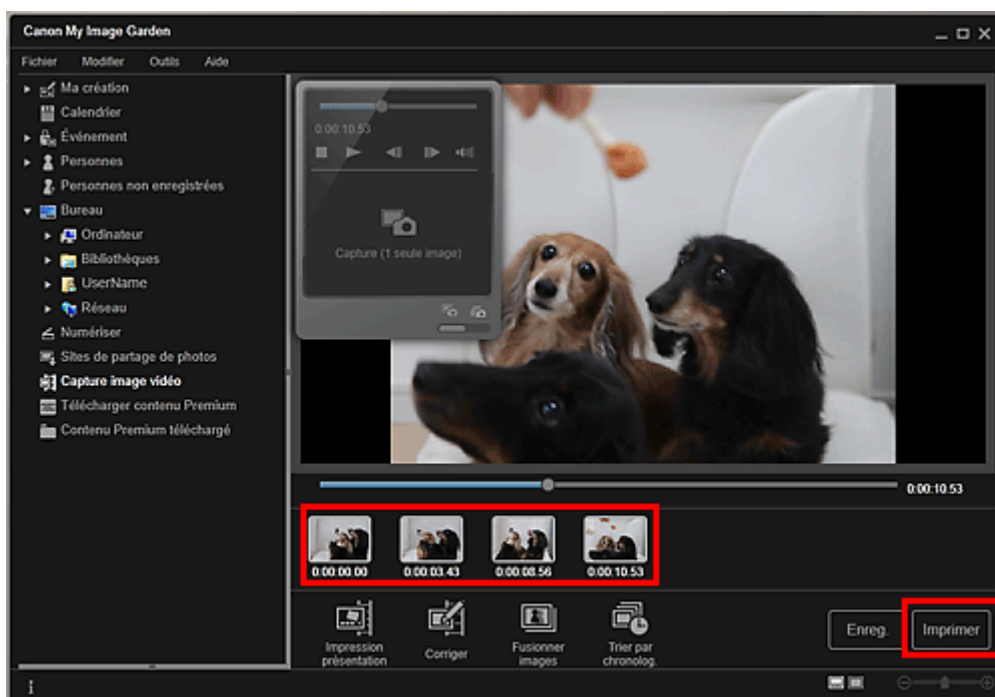 Canon My Image Garden
Fichier Modifier Outils Aide
Ma création
Calendrier
Événement
Personnes
Personnes non enregistrées
Bureau
Ordinateur
Bibliothèques
UserName
Réseau
Numériser
Sites de partage de photos
Capture image vidéo
Télécharger contenu Premium
Contenu Premium téléchargé
0:00:10.53
Capture (1 seule image)
0:00:10.53
0:00:00.00 0:00:03.43 0:00:08.56 0:00:10.53
Impression
présentation
Corriger
Fusionner
images
Trier par
chronolog.
Enreg.
Imprimer